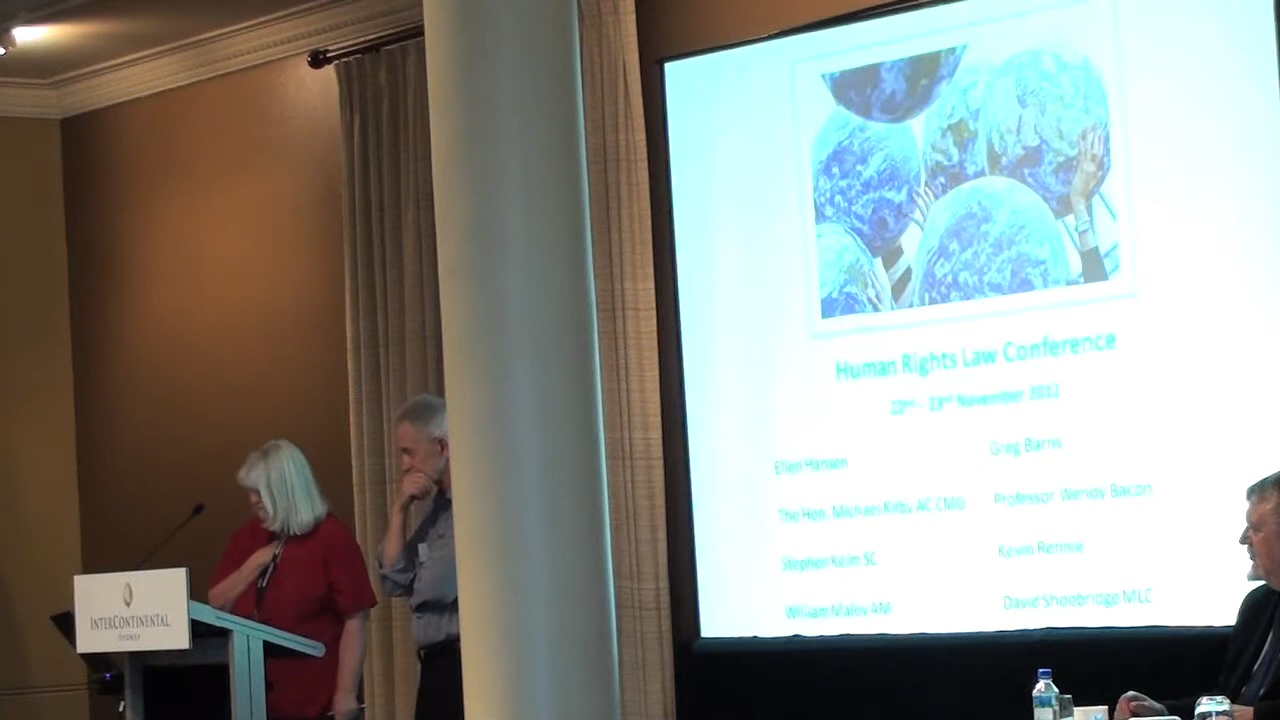 INTERCONTINENTAL
SYDNEY
Human Rights Law Conference
22nd - 23rd November 2012
Ellen Hansen
Greg Barns
The Hon. Michael Kirby AC CMG
Professor Wendy Bacon
Stephen Keim SC
Kevin Rennie
William Maley AM
David Shoebridge MLC